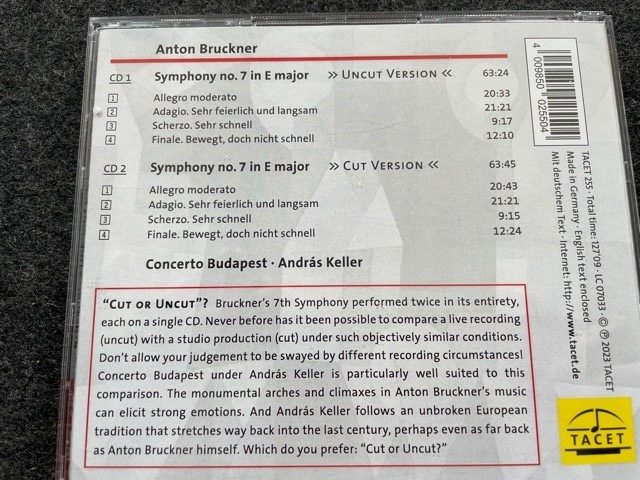 Anton Bruckner
CD 1 Symphony no. 7 in E major » UNCUT VERSION « 63:24
1 Allegro moderato 20:33
2 Adagio. Sehr feierlich und langsam 21:21
3 Scherzo. Sehr schnell 9:17
4 Finale. Bewegt, doch nicht schnell 12:10
CD 2 Symphony no. 7 in E major » CUT VERSION « 63:45
1 Allegro moderato 20:43
2 Adagio. Sehr feierlich und langsam 21:21
3 Scherzo. Sehr schnell 9:15
4 Finale. Bewegt, doch nicht schnell 12:24
Concerto Budapest · András Keller
“CUT OR UNCUT”? Bruckner’s 7th Symphony performed twice in its entirety,
each on a single CD. Never before has it been possible to compare a live recording
(uncut) with a studio production (cut) under such objectively similar conditions.
Don’t allow your judgement to be swayed by different recording circumstances!
Concerto Budapest under András Keller is particularly well suited to this
comparison. The monumental arches and climaxes in Anton Bruckner’s music
can elicit strong emotions. And András Keller follows an unbroken European
tradition that stretches way back into the last century, perhaps even as far back
as Anton Bruckner himself. Which do you prefer: “Cut or Uncut?”
4 009850 025504
TACET 255 · Total time: 127'09 · LC 07033 · © ℗ 2023 TACET
Made in Germany · English text enclosed
Mit deutschem Text · Internet: http://www.tacet.de
TACET